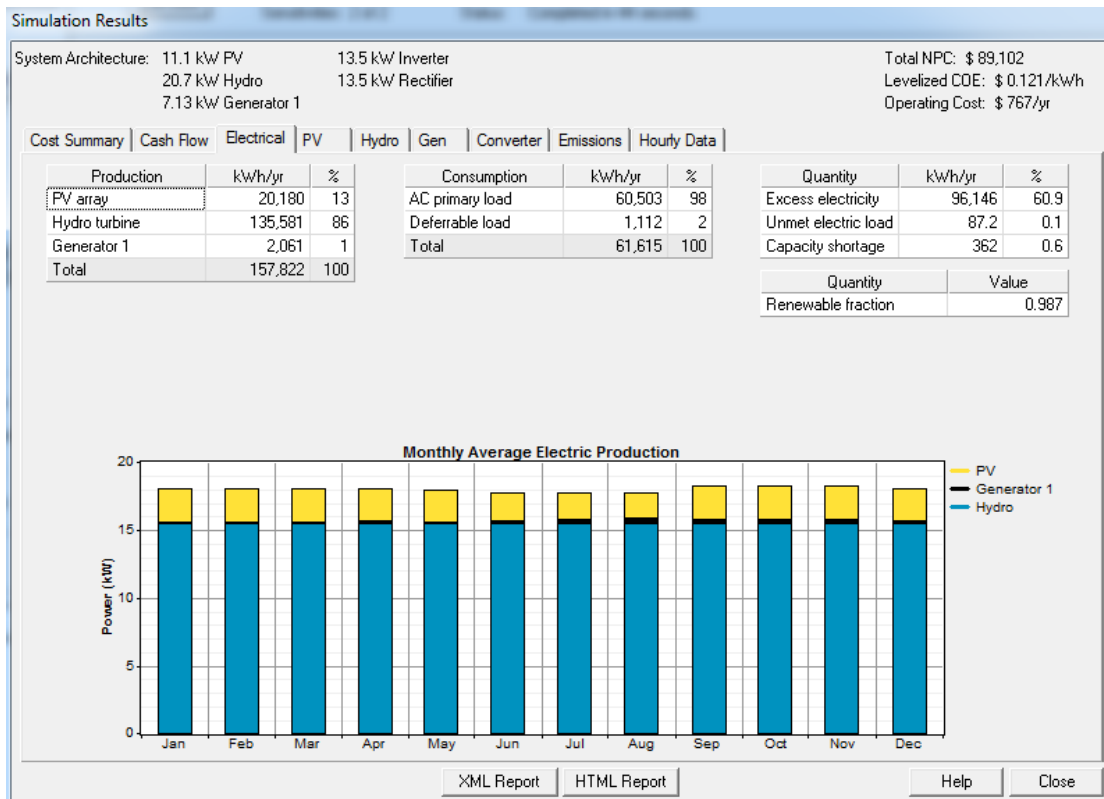 Simulation Results
System Architecture: 11.1 kW PV 13.5 kW Inverter Total NPC: $ 89,102
20.7 kW Hydro 13.5 kW Rectifier Levelized COE: $ 0.121/kWh
7.13 kW Generator 1 Operating Cost: $ 767/yr
Cost Summary Cash Flow Electrical PV Hydro Gen Converter Emissions Hourly Data
Production kWh/yr % Consumption kWh/yr % Quantity kWh/yr %
PV array 20,180 13 AC primary load 60,503 98 Excess electricity 96,146 60.9
Hydro turbine 135,581 86 Deferrable load 1,112 2 Unmet electric load 87.2 0.1
Generator 1 2,061 1 Total 61,615 100 Capacity shortage 362 0.6
Total 157,822 100
Quantity Value
Renewable fraction 0.987
Monthly Average Electric Production
PV
Generator 1
Hydro
Power (kW)
20
15
10
5
0
Jan Feb Mar Apr May Jun Jul Aug Sep Oct Nov Dec
XML Report HTML Report Help Close